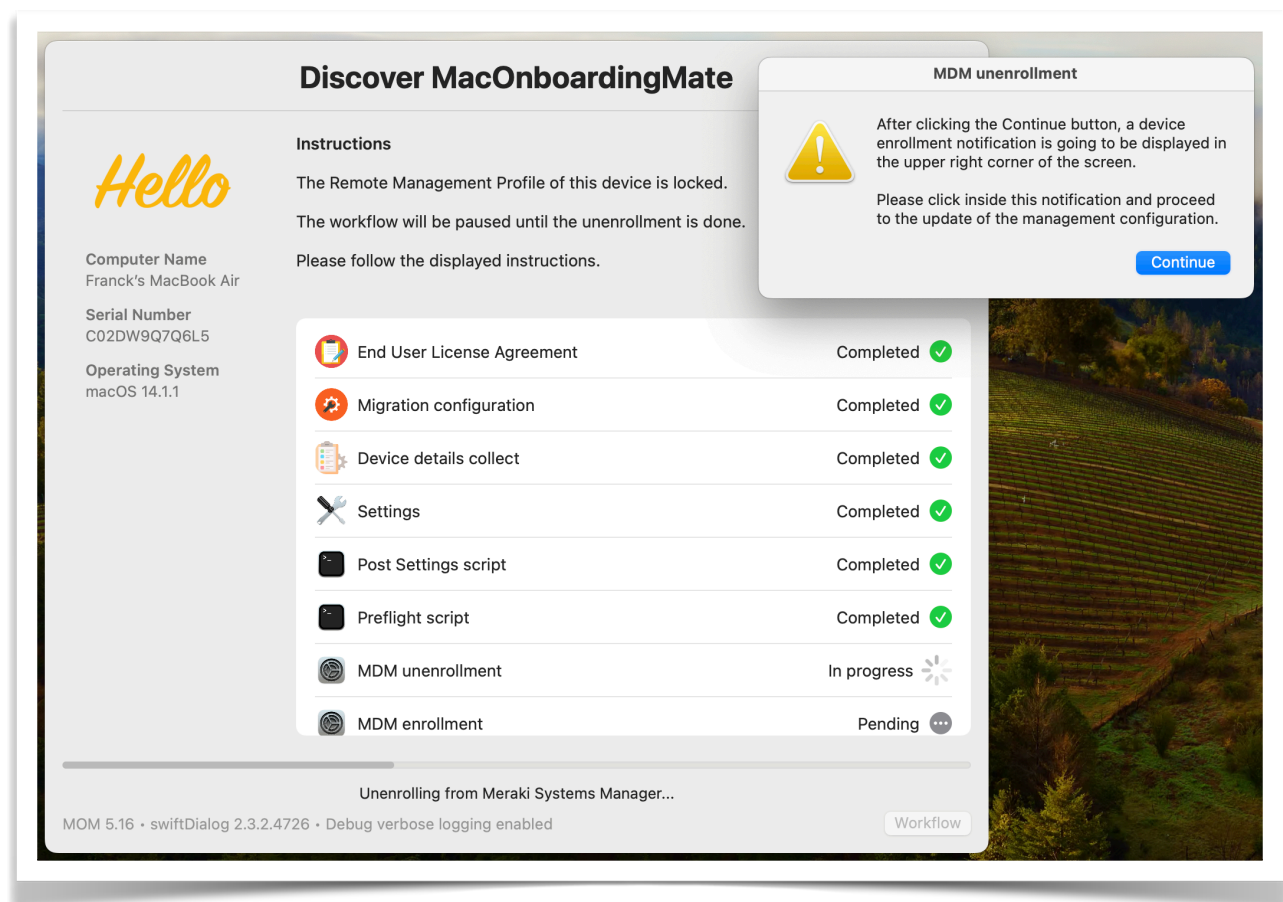 Discover MacOnboardingMate
Hello
Computer Name
Franck's MacBook Air
Serial Number
C02DW9Q7Q6L5
Operating System
macOS 14.1.1
Instructions
The Remote Management Profile of this device is locked.
The workflow will be paused until the unenrollment is done.
Please follow the displayed instructions.
MDM unenrollment
After clicking the Continue button, a device
enrollment notification is going to be displayed in
the upper right corner of the screen.
Please click inside this notification and proceed
to the update of the management configuration.
Continue
End User License Agreement Completed
Migration configuration Completed
Device details collect Completed
Settings Completed
Post Settings script Completed
Preflight script Completed
MDM unenrollment In progress
MDM enrollment Pending
Unenrolling from Meraki Systems Manager...
MOM 5.16 • swiftDialog 2.3.2.4726 • Debug verbose logging enabled
Workflow